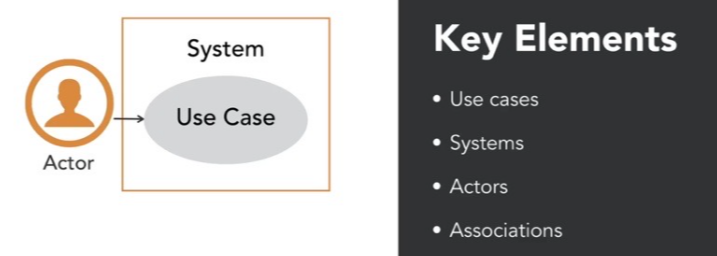 System
Use Case
Actor
Key Elements
• Use cases
• Systems
• Actors
• Associations